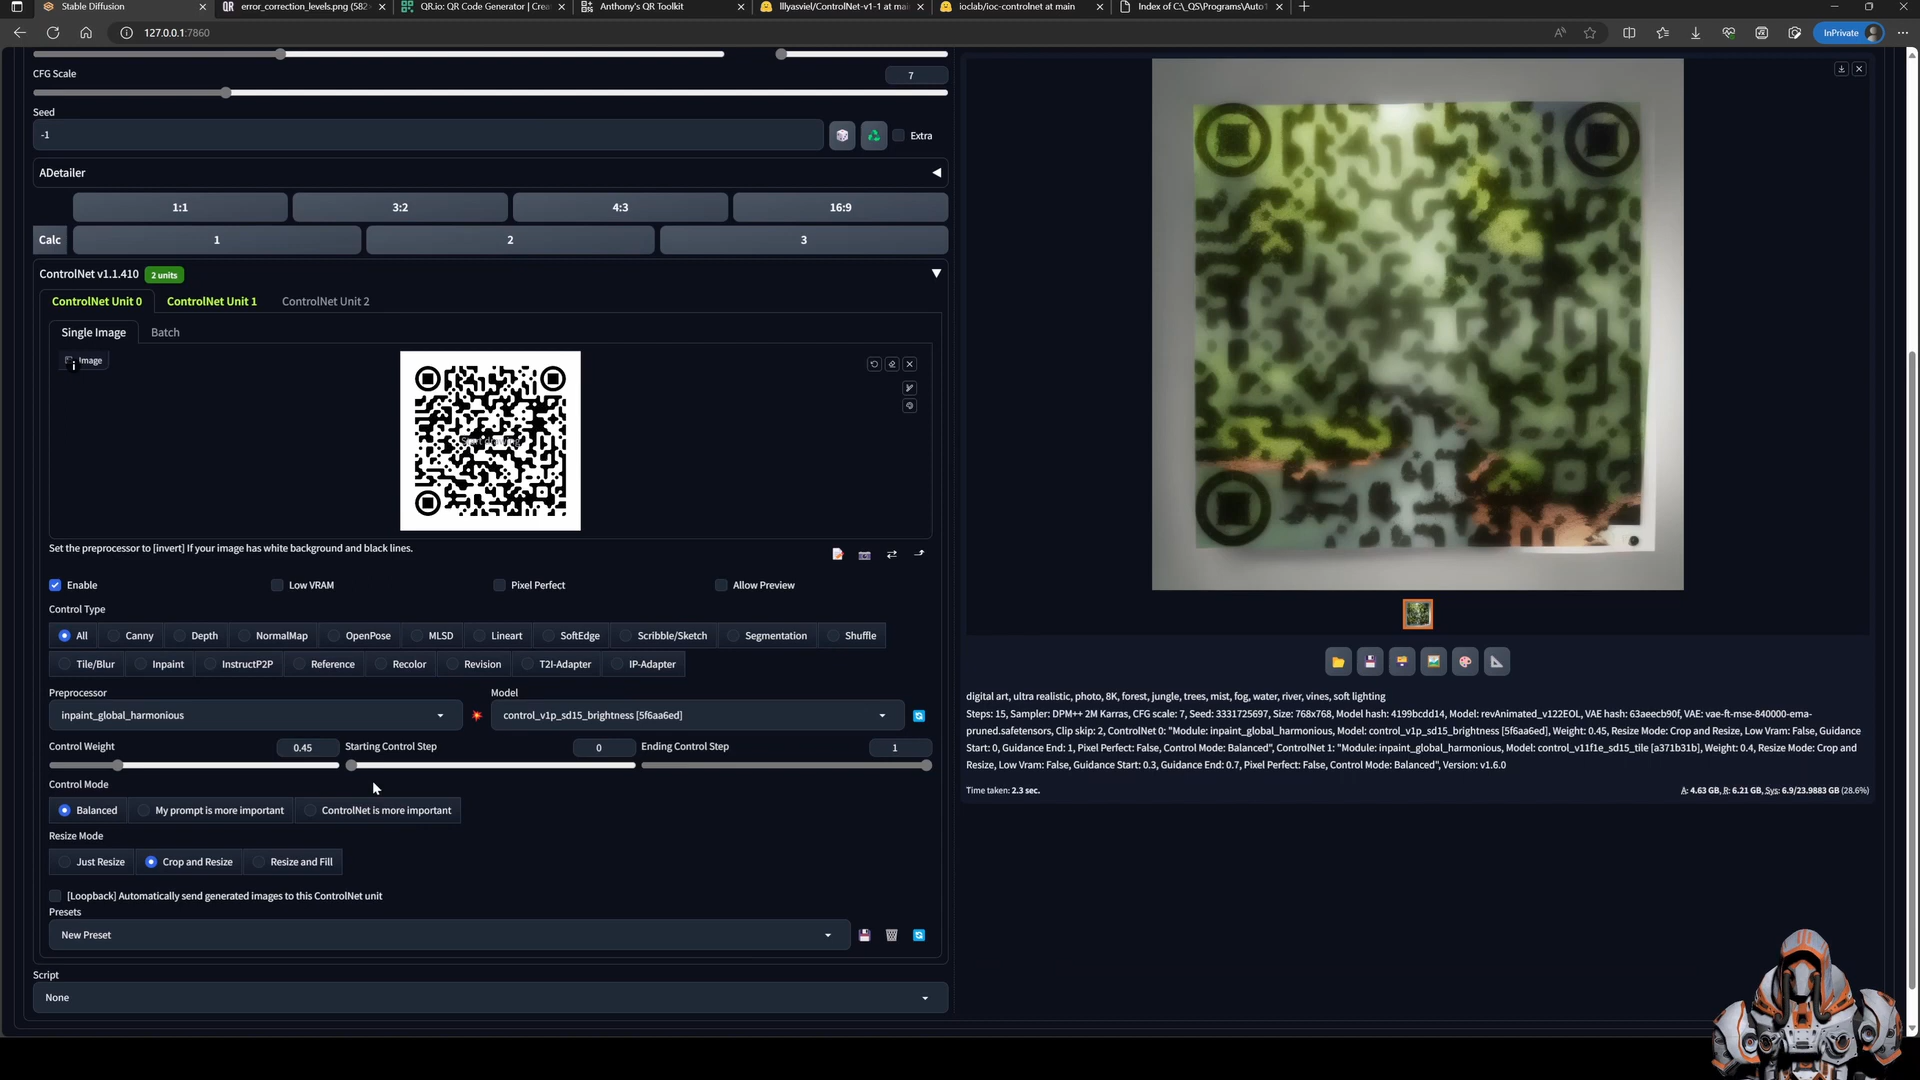 Stable Diffusion
QR error_correction_levels.png (582×
QR.io: QR Code Generator | Crea
Anthony's QR Toolkit
lllyasviel/ControlNet-v1-1 at mai
ioclab/ioc-controlnet at main
Index of C:\_QS\Programs\Auto1
127.0.0.1:7860
InPrivate
CFG Scale
7
Seed
-1
Extra
ADetailer
1:1
3:2
4:3
16:9
Calc
1
2
3
ControlNet v1.1.410
2 units
ControlNet Unit 0
ControlNet Unit 1
ControlNet Unit 2
Single Image
Batch
Image
Start drawing
Set the preprocessor to [invert] If your image has white background and black lines.
Enable
Low VRAM
Pixel Perfect
Allow Preview
Control Type
All
Canny
Depth
NormalMap
OpenPose
MLSD
Lineart
SoftEdge
Scribble/Sketch
Segmentation
Shuffle
Tile/Blur
Inpaint
InstructP2P
Reference
Recolor
Revision
T2I-Adapter
IP-Adapter
Preprocessor
inpaint_global_harmonious
Model
control_v1p_sd15_brightness [5f6aa6ed]
Control Weight
0.45
Starting Control Step
0
Ending Control Step
1
Control Mode
Balanced
My prompt is more important
ControlNet is more important
Resize Mode
Just Resize
Crop and Resize
Resize and Fill
[Loopback] Automatically send generated images to this ControlNet unit
Presets
New Preset
Script
None
digital art, ultra realistic, photo, 8K, forest, jungle, trees, mist, fog, water, river, vines, soft lighting
Steps: 15, Sampler: DPM++ 2M Karras, CFG scale: 7, Seed: 3331725697, Size: 768x768, Model hash: 4199bcdd14, Model: revAnimated_v122EOL, VAE hash: 63aeecb90f, VAE: vae-ft-mse-840000-ema-
pruned.safetensors, Clip skip: 2, ControlNet 0: "Module: inpaint_global_harmonious, Model: control_v1p_sd15_brightness [5f6aa6ed], Weight: 0.45, Resize Mode: Crop and Resize, Low Vram: False, Guidance
Start: 0, Guidance End: 1, Pixel Perfect: False, Control Mode: Balanced", ControlNet 1: "Module: inpaint_global_harmonious, Model: control_v11f1e_sd15_tile [a371b31b], Weight: 0.4, Resize Mode: Crop and
Resize, Low Vram: False, Guidance Start: 0.3, Guidance End: 0.7, Pixel Perfect: False, Control Mode: Balanced", Version: v1.6.0
Time taken: 2.3 sec.
A: 4.63 GB, R: 6.21 GB, Sys: 6.9/23.9883 GB (28.6%)